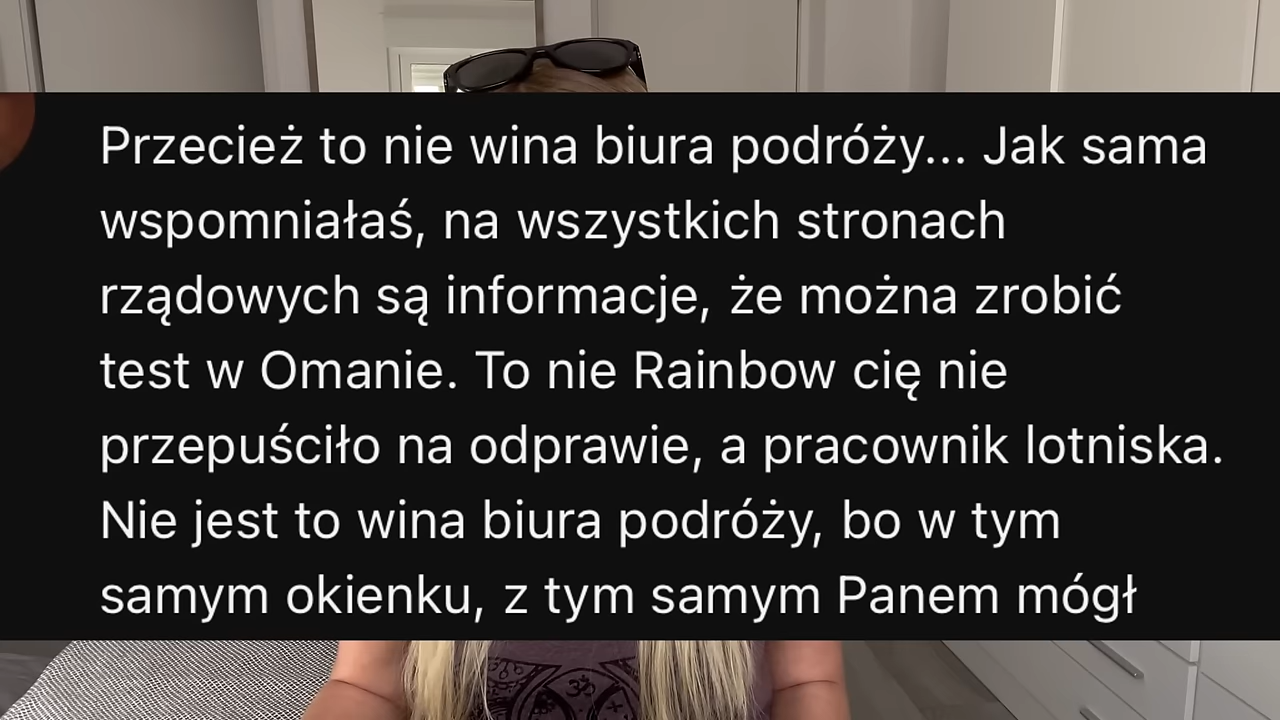 Przecież to nie wina biura podróży... Jak sama
wspomniałaś, na wszystkich stronach
rządowych są informacje, że można zrobić
test w Omanie. To nie Rainbow cię nie
przepuściło na odprawie, a pracownik lotniska.
Nie jest to wina biura podróży, bo w tym
samym okienku, z tym samym Panem mógł